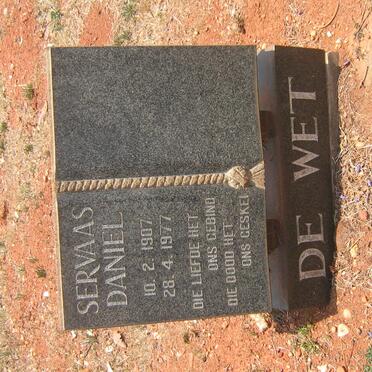 SERVAAS
DANIEL
10. 2. 1907
28. 4. 1977
DIE LIEFDE HET
ONS GEBIND
DIE DOOD HET
ONS GESKEI
DE WET